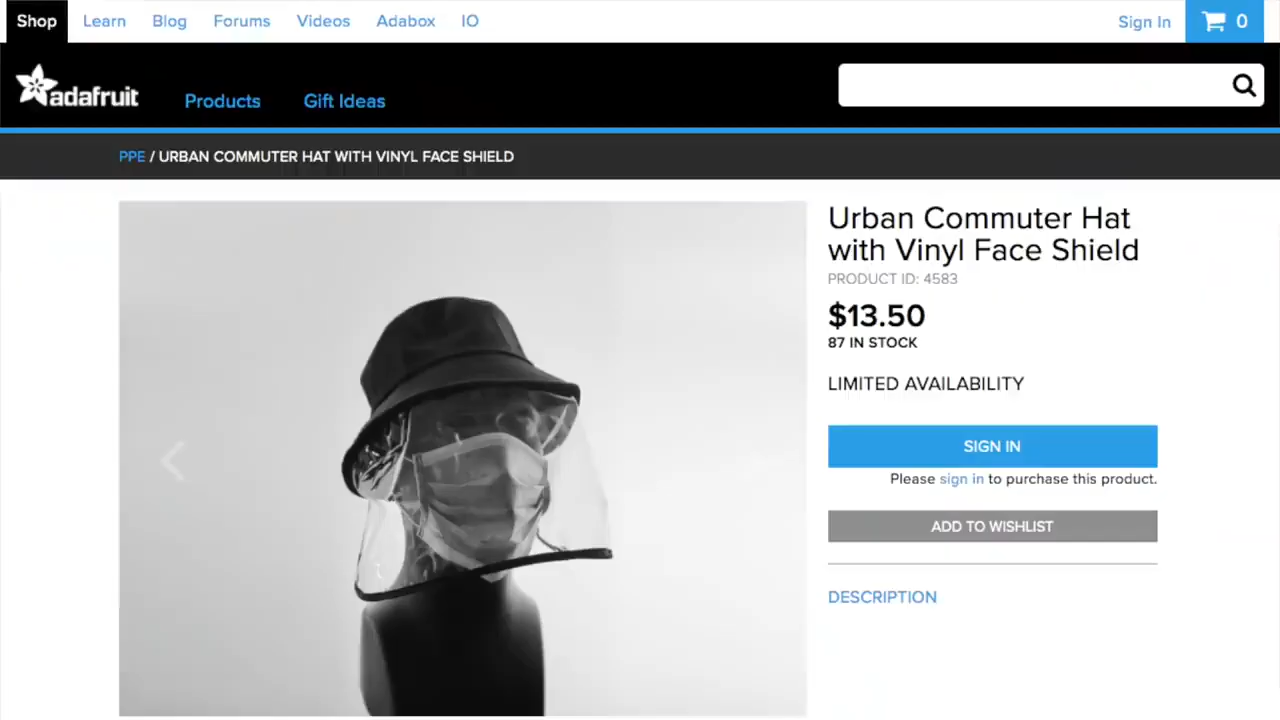 Shop Learn Blog Forums Videos Adabox IO Sign In 0
adafruit Products Gift Ideas
PPE / URBAN COMMUTER HAT WITH VINYL FACE SHIELD
Urban Commuter Hat
with Vinyl Face Shield
PRODUCT ID: 4583
$13.50
87 IN STOCK
LIMITED AVAILABILITY
SIGN IN
Please sign in to purchase this product.
ADD TO WISHLIST
DESCRIPTION